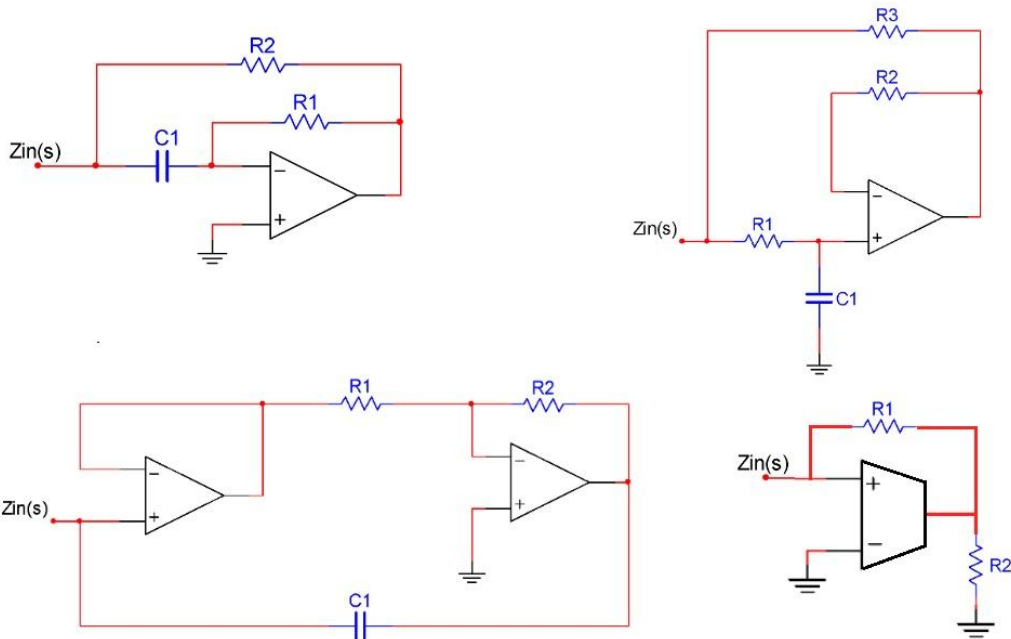 R2
R1
C1
Zin(s)
−
+
R3
R2
R1
Zin(s)
−
+
C1
R1
R2
−
+
Zin(s)
−
+
C1
R1
Zin(s)
+
−
R2